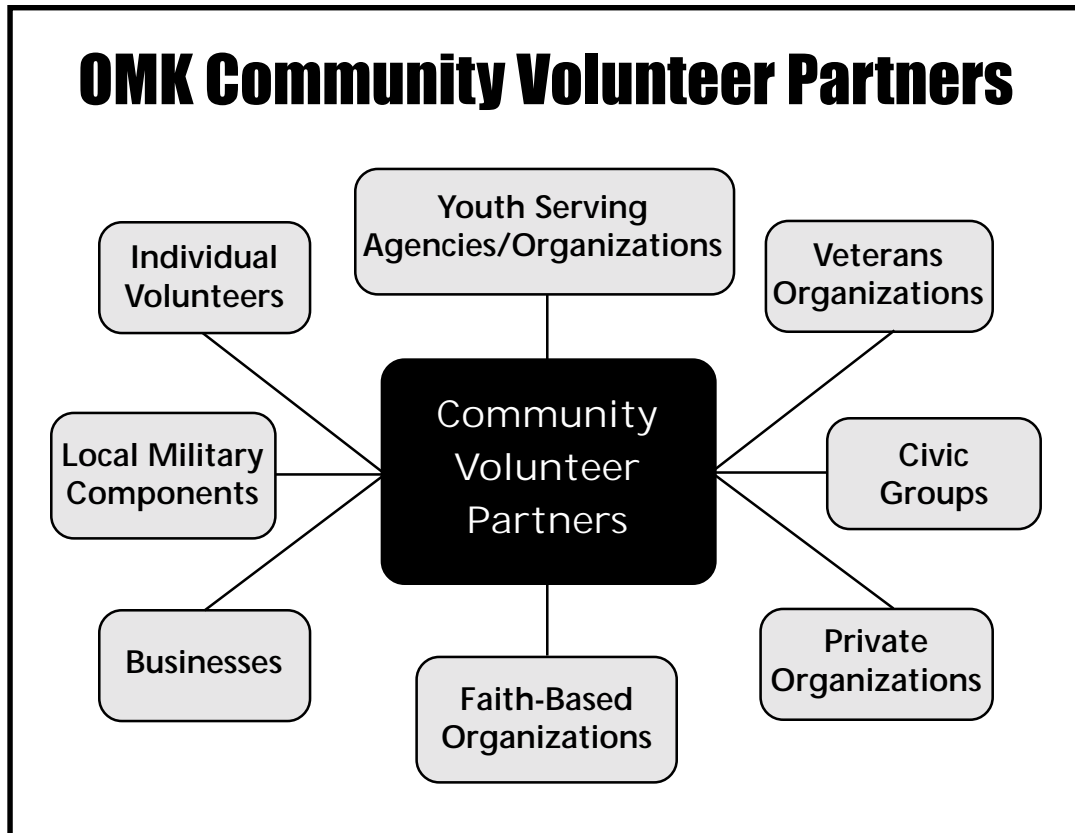 OMK Community Volunteer Partners
Youth Serving
Agencies/Organizations
Individual
Volunteers
Veterans
Organizations
Community
Volunteer
Partners
Local Military
Components
Civic
Groups
Businesses
Faith-Based
Organizations
Private
Organizations